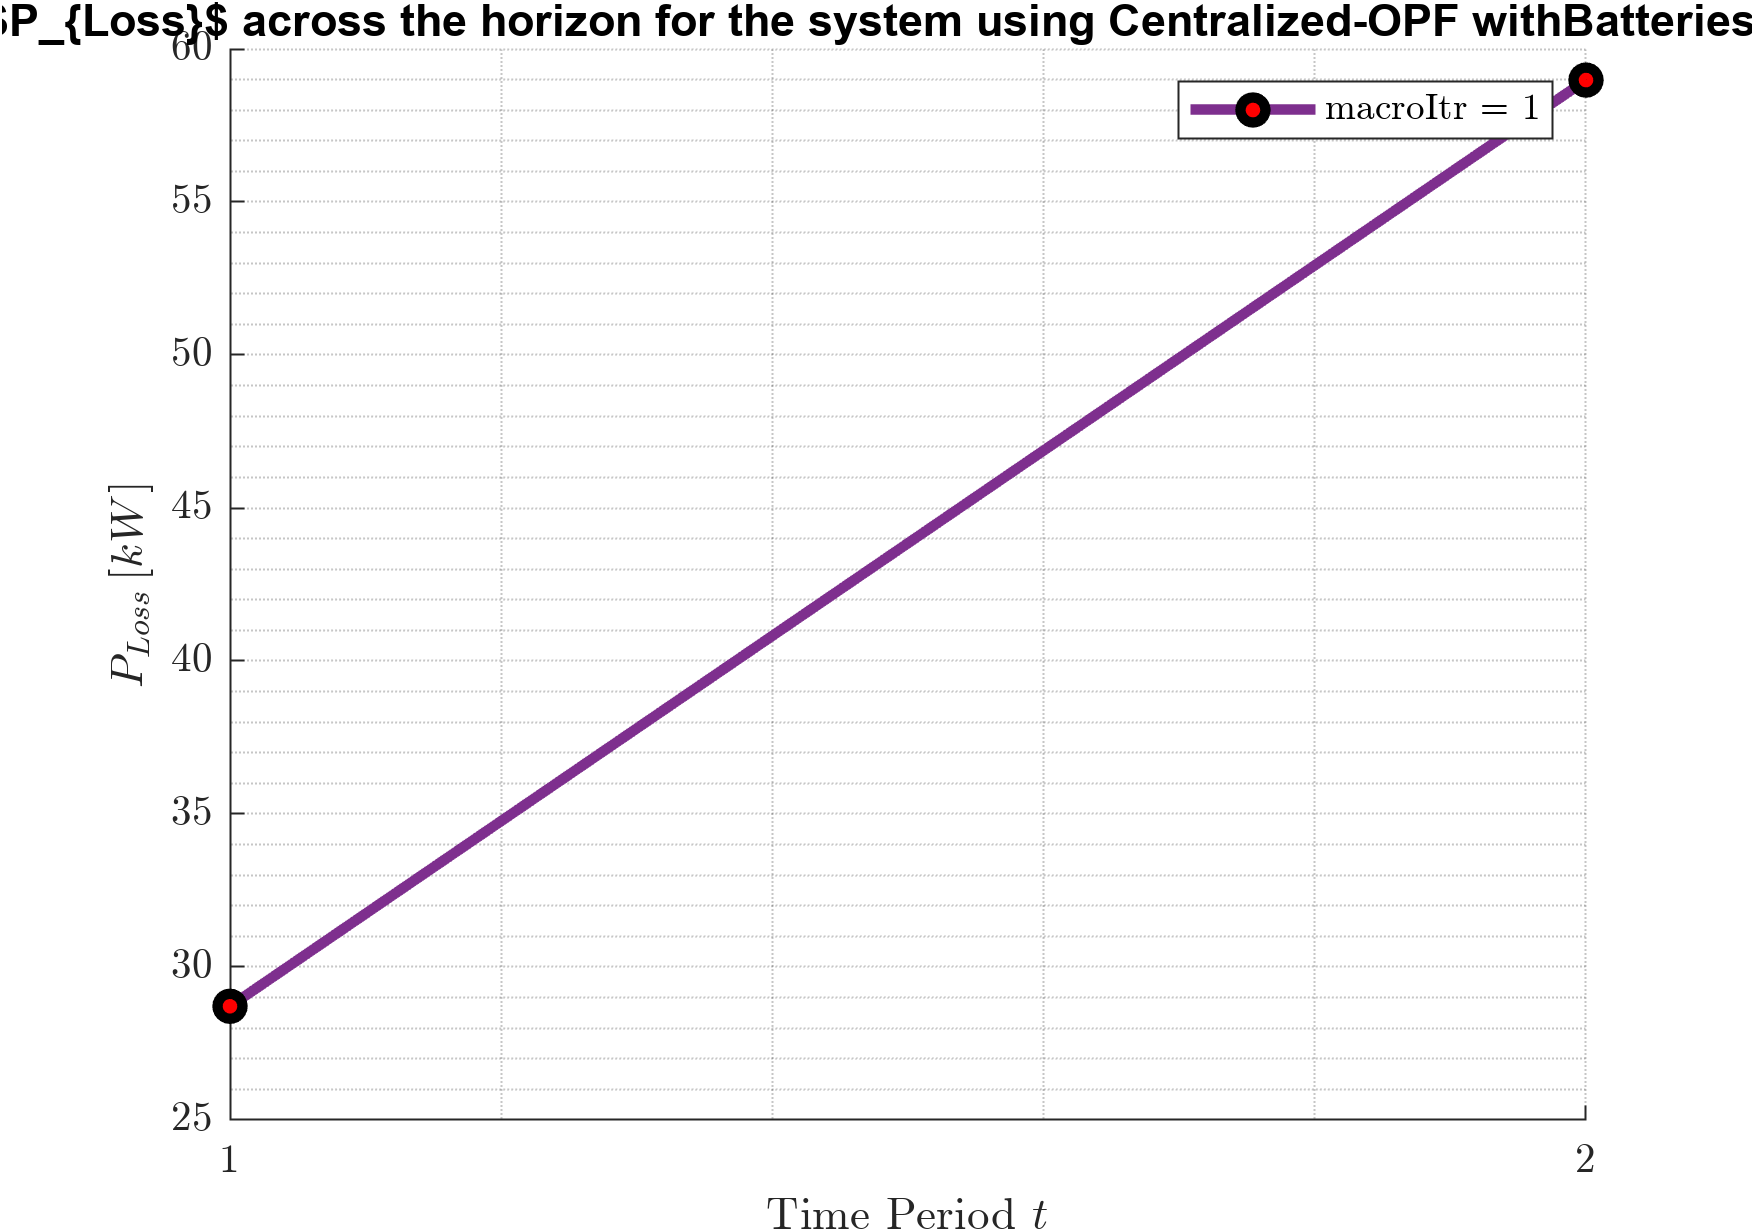 $P_{Loss}$ across the horizon for the system using Centralized-OPF withBatteries
60
macroItr = 1
55
50
45
40
35
30
25
P_{Loss} [kW]
1
2
Time Period t